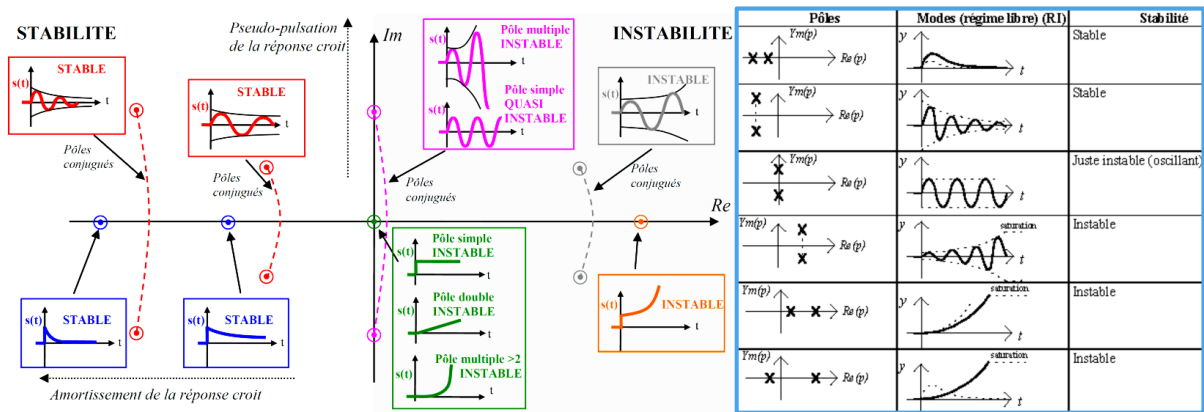 STABILITE
Pseudo-pulsation
de la réponse croit
Im
INSTABILITE
s(t)
STABLE
t
s(t)
STABLE
t
s(t)
Pôle multiple
INSTABLE
t
Pôle simple
QUASI
INSTABLE
s(t)
t
INSTABLE
s(t)
t
Pôles
conjugués
Pôles
conjugués
Pôles
conjugués
Pôles
conjugués
Re
s(t)
STABLE
t
s(t)
STABLE
t
Pôle simple
INSTABLE
s(t)
t
Pôle double
INSTABLE
s(t)
t
Pôle multiple >2
INSTABLE
s(t)
t
INSTABLE
s(t)
t
Amortissement de la réponse croit
Pôles
Modes (régime libre) (RI)
Stabilité
Ym(p)
Re(p)
y
t
Stable
Ym(p)
Re(p)
y
t
Stable
Ym(p)
Re(p)
y
t
Juste instable (oscillant)
Ym(p)
Re(p)
y
saturation
t
Instable
Ym(p)
Re(p)
y
saturation
t
Instable
Ym(p)
Re(p)
y
saturation
t
Instable